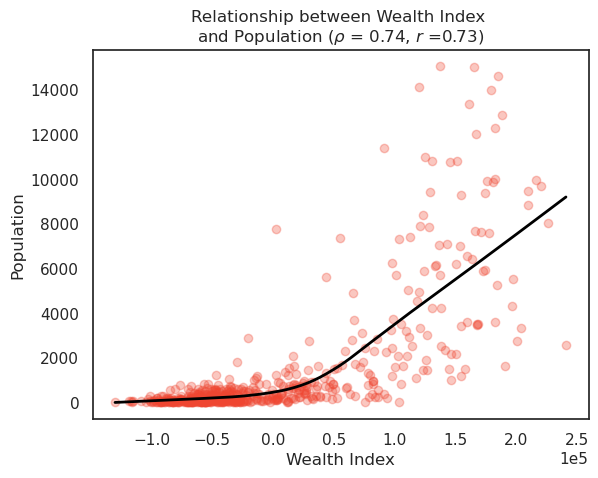 Relationship between Wealth Index
and Population (ρ = 0.74, r =0.73)
Population
14000
12000
10000
8000
6000
4000
2000
0
−1.0 −0.5 0.0 0.5 1.0 1.5 2.0 2.5
1e5
Wealth Index